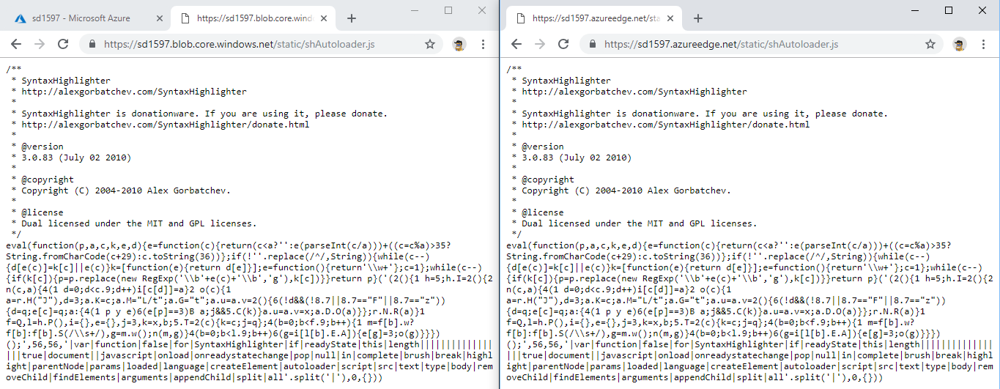 sd1597 - Microsoft Azure
https://sd1597.blob.core.wind
https://sd1597.blob.core.windows.net/static/shAutoloader.js
/**
 * SyntaxHighlighter
 * http://alexgorbatchev.com/SyntaxHighlighter
 *
 * SyntaxHighlighter is donationware. If you are using it, please donate.
 * http://alexgorbatchev.com/SyntaxHighlighter/donate.html
 *
 * @version
 * 3.0.83 (July 02 2010)
 *
 * @copyright
 * Copyright (C) 2004-2010 Alex Gorbatchev.
 *
 * @license
 * Dual licensed under the MIT and GPL licenses.
 */
eval(function(p,a,c,k,e,d){e=function(c){return(c<a?'':e(parseInt(c/a)))+((c=c%a)>35?
String.fromCharCode(c+29):c.toString(36))};if(!''.replace(/^/,String)){while(c--)
{d[e(c)]=k[c]||e(c)}k=[function(e){return d[e]}];e=function(){return'\\w+'};c=1};while(c--)
{if(k[c]){p=p.replace(new RegExp('\\b'+e(c)+'\\b','g'),k[c])}}return p}('(2(){1 h=5;h.I=2(){2
n(c,a){4(1 d=0;d<c.9;d++)i[c[d]]=a}2 o(c){1
a=r.H("J"),d=3;a.K=c;a.M="L/t";a.G="t";a.u=a.v=2(){6(!d&&(!8.7||8.7=="F"||8.7=="z"))
{d=q;e[c]=q;a:{4(1 p y e)6(e[p]==3)B a;j&&5.C(k)}a.u=a.v=x;a.D.O(a)}};r.N.R(a)}1
f=Q,l=h.P(),i={},e={},j=3,k=x,b;5.T=2(c){k=c;j=q};4(b=0;b<f.9;b++){1 m=f[b].w?
f[b]:f[b].S(/\\s+/),g=m.w();n(m,g)}4(b=0;b<l.9;b++)6(g=i[l[b].E.A]){e[g]=3;o(g)}}})
();',56,56,'|var|function|false|for|SyntaxHighlighter|if|readyState|this|length||||||||||||||||
|||true|document||javascript|onload|onreadystatechange|pop|null|in|complete|brush|break|highl
ight|parentNode|params|loaded|language|createElement|autoloader|script|src|text|type|body|rem
oveChild|findElements|arguments|appendChild|split|all'.split('|'),0,{}))
https://sd1597.azureedge.net/sta
https://sd1597.azureedge.net/static/shAutoloader.js
/**
 * SyntaxHighlighter
 * http://alexgorbatchev.com/SyntaxHighlighter
 *
 * SyntaxHighlighter is donationware. If you are using it, please donate.
 * http://alexgorbatchev.com/SyntaxHighlighter/donate.html
 *
 * @version
 * 3.0.83 (July 02 2010)
 *
 * @copyright
 * Copyright (C) 2004-2010 Alex Gorbatchev.
 *
 * @license
 * Dual licensed under the MIT and GPL licenses.
 */
eval(function(p,a,c,k,e,d){e=function(c){return(c<a?'':e(parseInt(c/a)))+((c=c%a)>35?
String.fromCharCode(c+29):c.toString(36))};if(!''.replace(/^/,String)){while(c--)
{d[e(c)]=k[c]||e(c)}k=[function(e){return d[e]}];e=function(){return'\\w+'};c=1};while(c--)
{if(k[c]){p=p.replace(new RegExp('\\b'+e(c)+'\\b','g'),k[c])}}return p}('(2(){1 h=5;h.I=2(){2
n(c,a){4(1 d=0;d<c.9;d++)i[c[d]]=a}2 o(c){1
a=r.H("J"),d=3;a.K=c;a.M="L/t";a.G="t";a.u=a.v=2(){6(!d&&(!8.7||8.7=="F"||8.7=="z"))
{d=q;e[c]=q;a:{4(1 p y e)6(e[p]==3)B a;j&&5.C(k)}a.u=a.v=x;a.D.O(a)}};r.N.R(a)}1
f=Q,l=h.P(),i={},e={},j=3,k=x,b;5.T=2(c){k=c;j=q};4(b=0;b<f.9;b++){1 m=f[b].w?
f[b]:f[b].S(/\\s+/),g=m.w();n(m,g)}4(b=0;b<l.9;b++)6(g=i[l[b].E.A]){e[g]=3;o(g)}}})
();',56,56,'|var|function|false|for|SyntaxHighlighter|if|readyState|this|length||||||||||||||||
|||true|document||javascript|onload|onreadystatechange|pop|null|in|complete|brush|break|highl
ight|parentNode|params|loaded|language|createElement|autoloader|script|src|text|type|body|rem
oveChild|findElements|arguments|appendChild|split|all'.split('|'),0,{}))